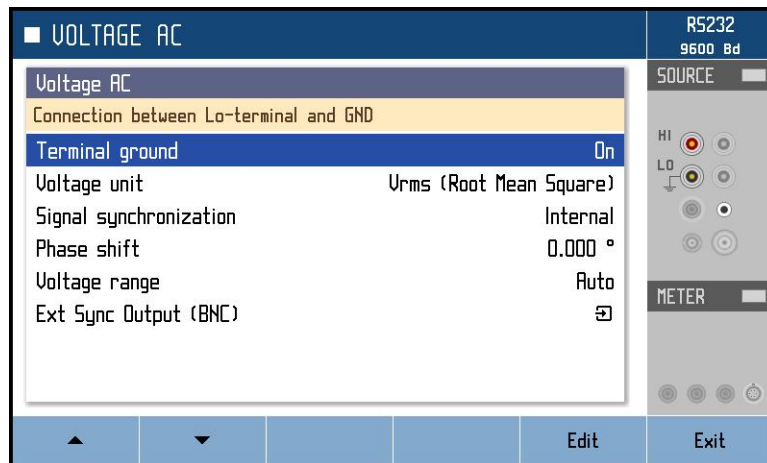 VOLTAGE AC
RS232
9600 Bd
Voltage AC
Connection between Lo-terminal and GND
Terminal ground On
Voltage unit Vrms (Root Mean Square)
Signal synchronization Internal
Phase shift 0.000 °
Voltage range Auto
Ext Sync Output (BNC)
SOURCE
HI
LO
METER
Edit
Exit